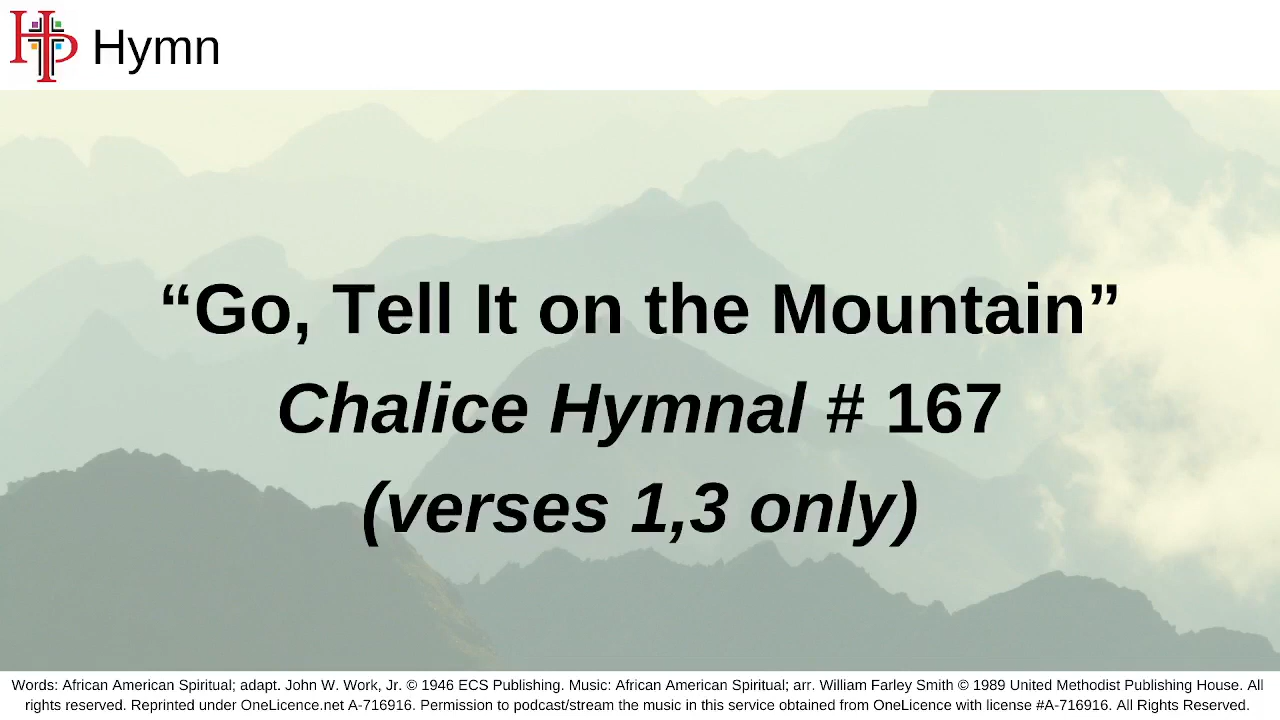 Hymn
“Go, Tell It on the Mountain”
Chalice Hymnal # 167
(verses 1,3 only)
Words: African American Spiritual; adapt. John W. Work, Jr. © 1946 ECS Publishing. Music: African American Spiritual; arr. William Farley Smith © 1989 United Methodist Publishing House. All
rights reserved. Reprinted under OneLicence.net A-716916. Permission to podcast/stream the music in this service obtained from OneLicence with license #A-716916. All Rights Reserved.